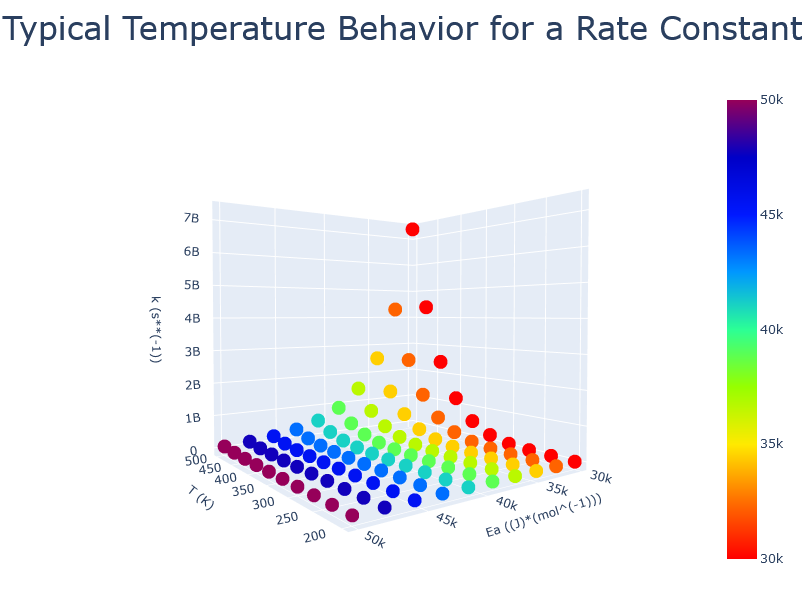 Typical Temperature Behavior for a Rate Constant
50k
45k
40k
35k
30k
7B
6B
5B
4B
3B
2B
1B
0
k (s**(-1))
500
450
400
350
300
250
200
T (K)
50k
45k
40k
35k
30k
Ea ((J)*(mol^(-1)))